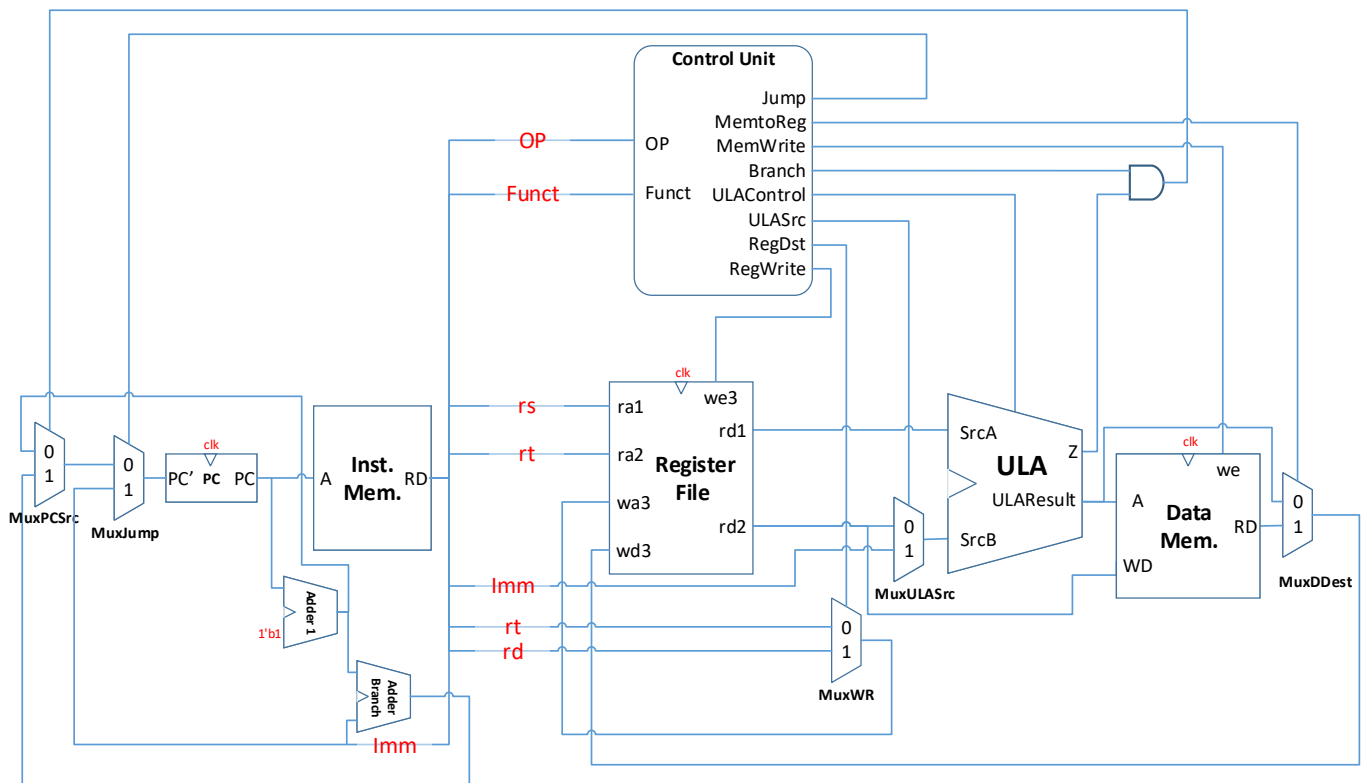 Control Unit
Jump
MemtoReg
MemWrite
Branch
ULAControl
ULASrc
RegDst
RegWrite
OP
OP
Funct
Funct
clk
rs
ra1
we3
rd1
rt
ra2
Register
File
wa3
rd2
wd3
SrcA
ULA
Z
ULAResult
SrcB
clk
we
A
Data
Mem.
RD
WD
0
1
MuxDDest
0
1
MuxPCSrc
0
1
MuxJump
clk
PC'
PC
PC
A
Inst.
Mem.
RD
0
1
MuxULASrc
Imm
Adder 1
1'b1
rt
rd
0
1
MuxWR
Adder
Branch
Imm